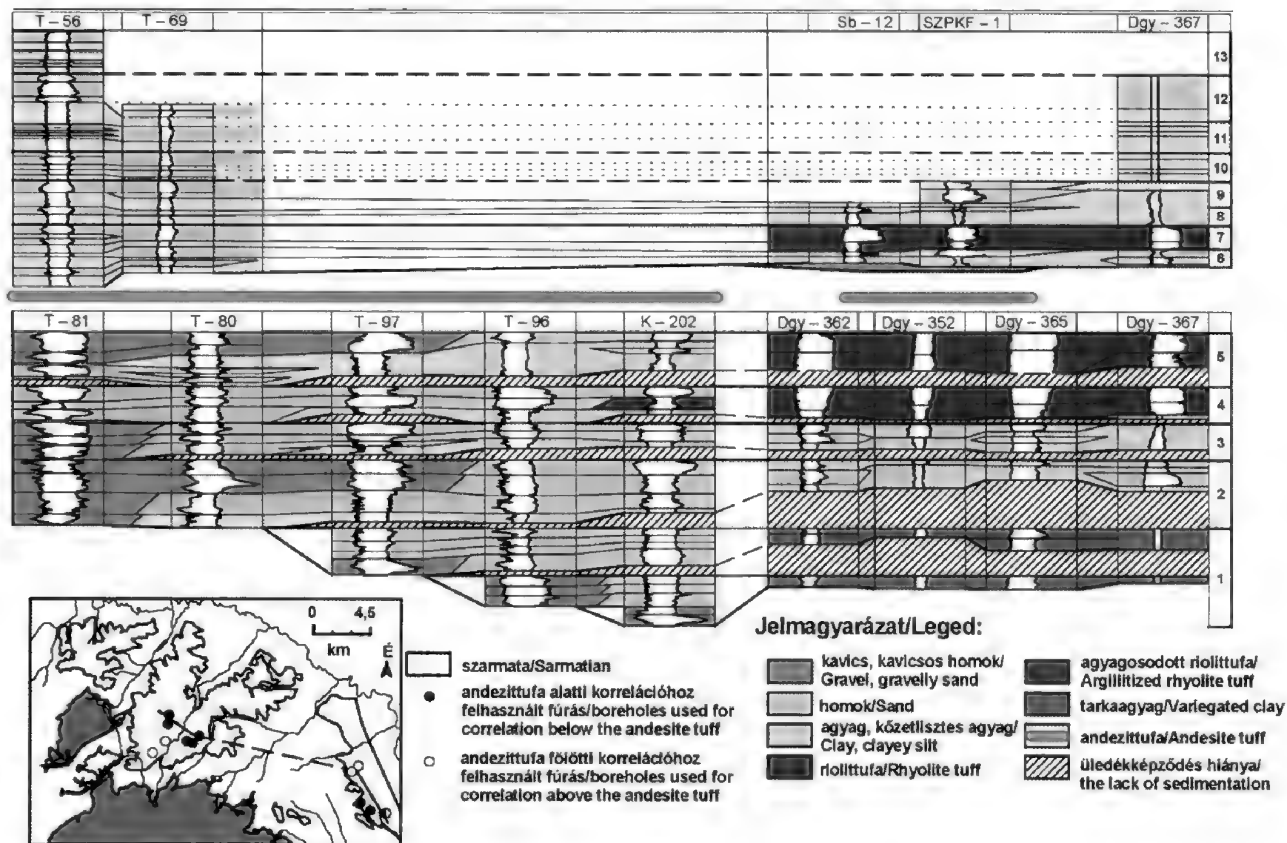 T – 56 T – 69 Sb – 12 SZPKF – 1 Dgy – 367
13
12
11
10
9
8
7
6
T – 81 T – 80 T – 97 T – 96 K – 202 Dgy – 362 Dgy – 352 Dgy – 365 Dgy – 367
5
4
3
2
1
0 4,5
km
É
szarmata/Sarmatian
andezittufa alatti korrelációhoz
felhasznált fúrás/boreholes used for
correlation below the andesite tuff
andezittufa fölötti korrelációhoz
felhasznált fúrás/boreholes used for
correlation above the andesite tuff
Jelmagyarázat/Leged:
kavics, kavicsos homok/
Gravel, gravelly sand
homok/Sand
agyag, kőzetlisztes agyag/
Clay, clayey silt
riolittufa/Rhyolite tuff
agyagosodott riolittufa/
Argillitized rhyolite tuff
tarkaagyag/Variegated clay
andezittufa/Andesite tuff
üledékképződés hiánya/
the lack of sedimentation